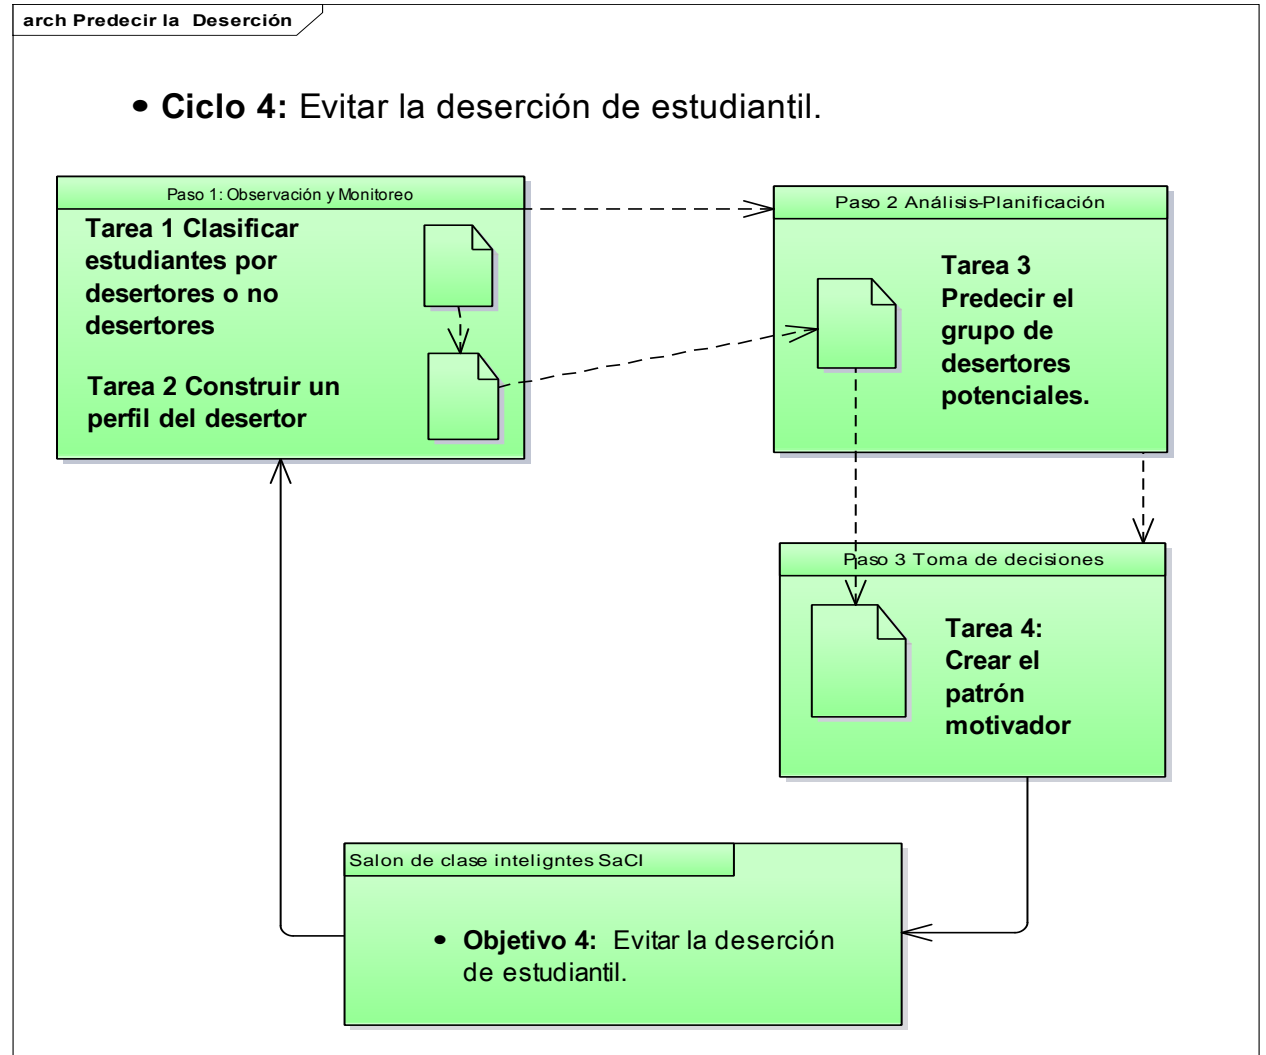 arch Predecir la Deserción
• Ciclo 4: Evitar la deserción de estudiantil.
Paso 1: Observación y Monitoreo
Tarea 1 Clasificar
estudiantes por
desertores o no
desertores
Tarea 2 Construir un
perfil del desertor
Paso 2 Análisis-Planificación
Tarea 3
Predecir el
grupo de
desertores
potenciales.
Paso 3 Toma de decisiones
Tarea 4:
Crear el
patrón
motivador
Salon de clase inteligntes SaCI
• Objetivo 4: Evitar la deserción
de estudiantil.